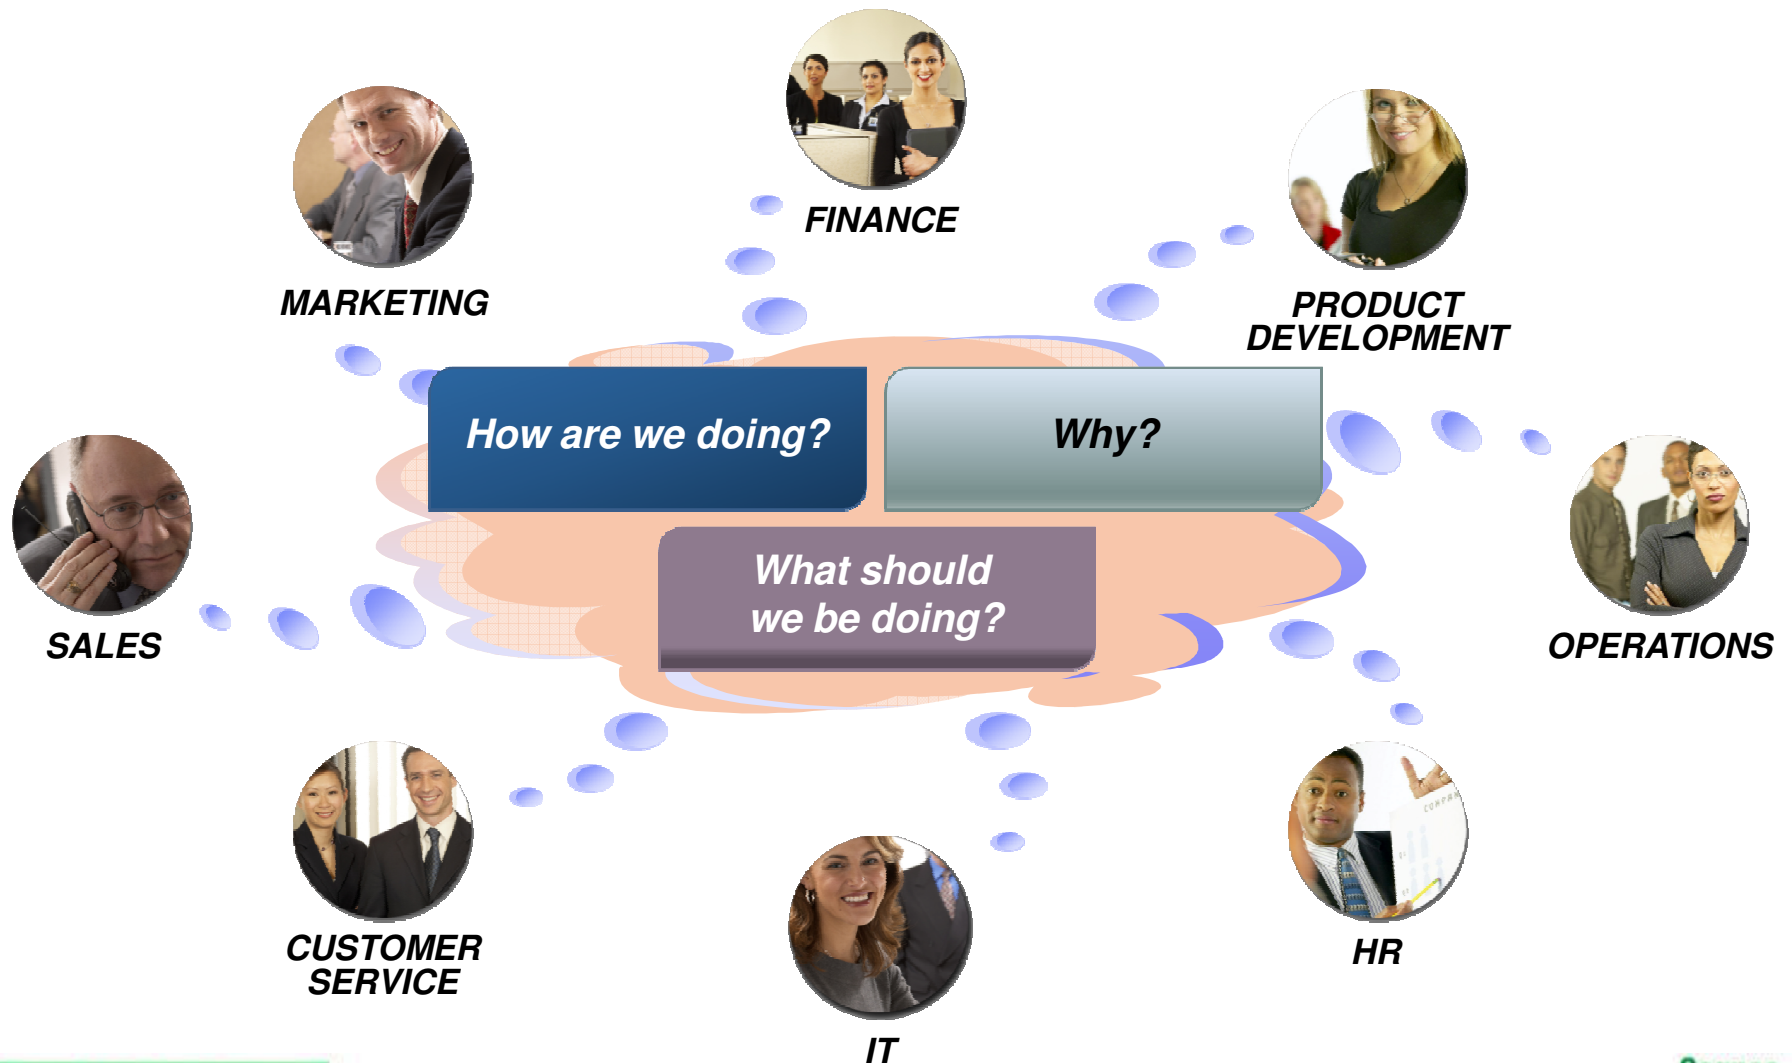 FINANCE
MARKETING
PRODUCT
DEVELOPMENT
How are we doing?
Why?
What should
we be doing?
SALES
OPERATIONS
CUSTOMER
SERVICE
HR
IT